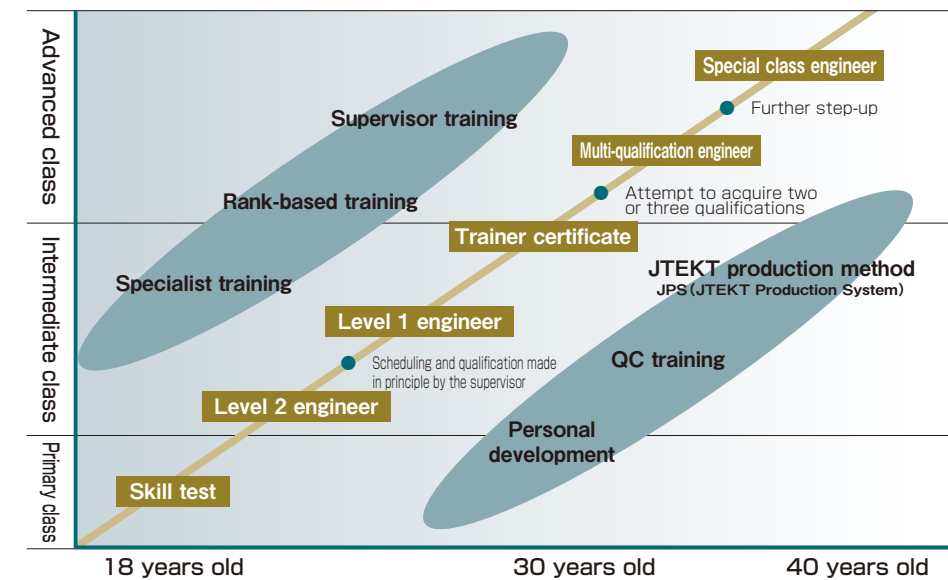 Advanced class
Intermediate class
Primary class
Special class engineer
Further step-up
Supervisor training
Multi-qualification engineer
Attempt to acquire two
or three qualifications
Rank-based training
Trainer certificate
Specialist training
JTEKT production method
JPS(JTEKT Production System)
Level 1 engineer
Scheduling and qualification made
in principle by the supervisor
QC training
Level 2 engineer
Personal
development
Skill test
18 years old
30 years old
40 years old